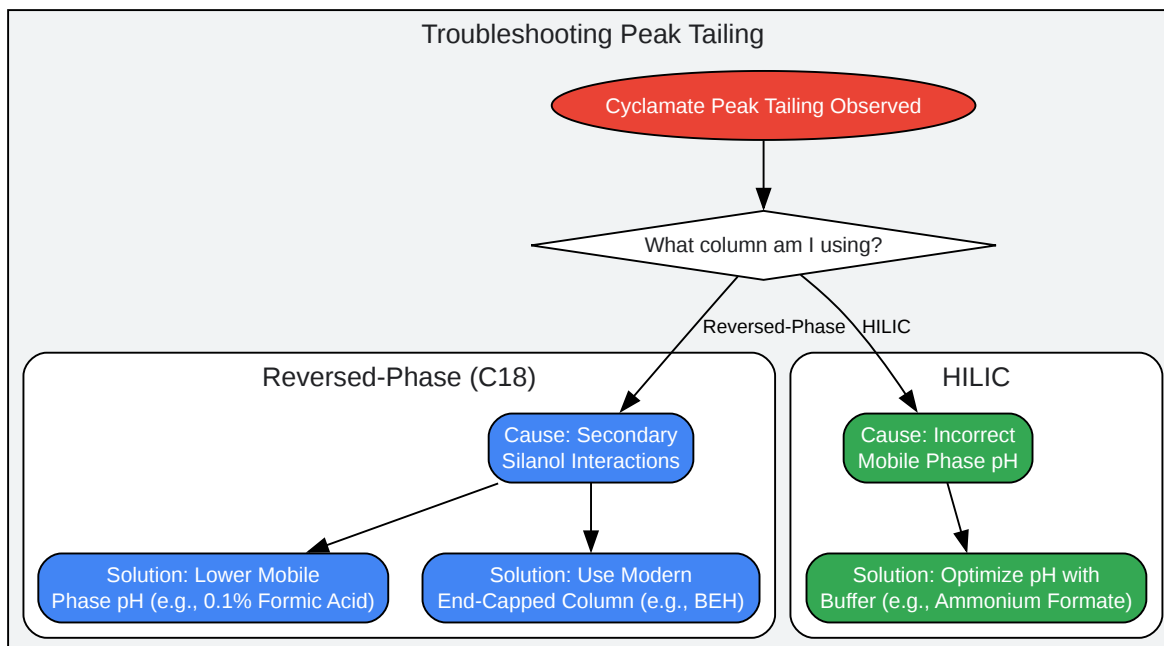 Troubleshooting Peak Tailing
Cyclamate Peak Tailing Observed
What column am I using?
Reversed-Phase
HILIC
Reversed-Phase (C18)
Cause: Secondary
Silanol Interactions
Solution: Lower Mobile
Phase pH (e.g., 0.1% Formic Acid)
Solution: Use Modern
End-Capped Column (e.g., BEH)
HILIC
Cause: Incorrect
Mobile Phase pH
Solution: Optimize pH with
Buffer (e.g., Ammonium Formate)